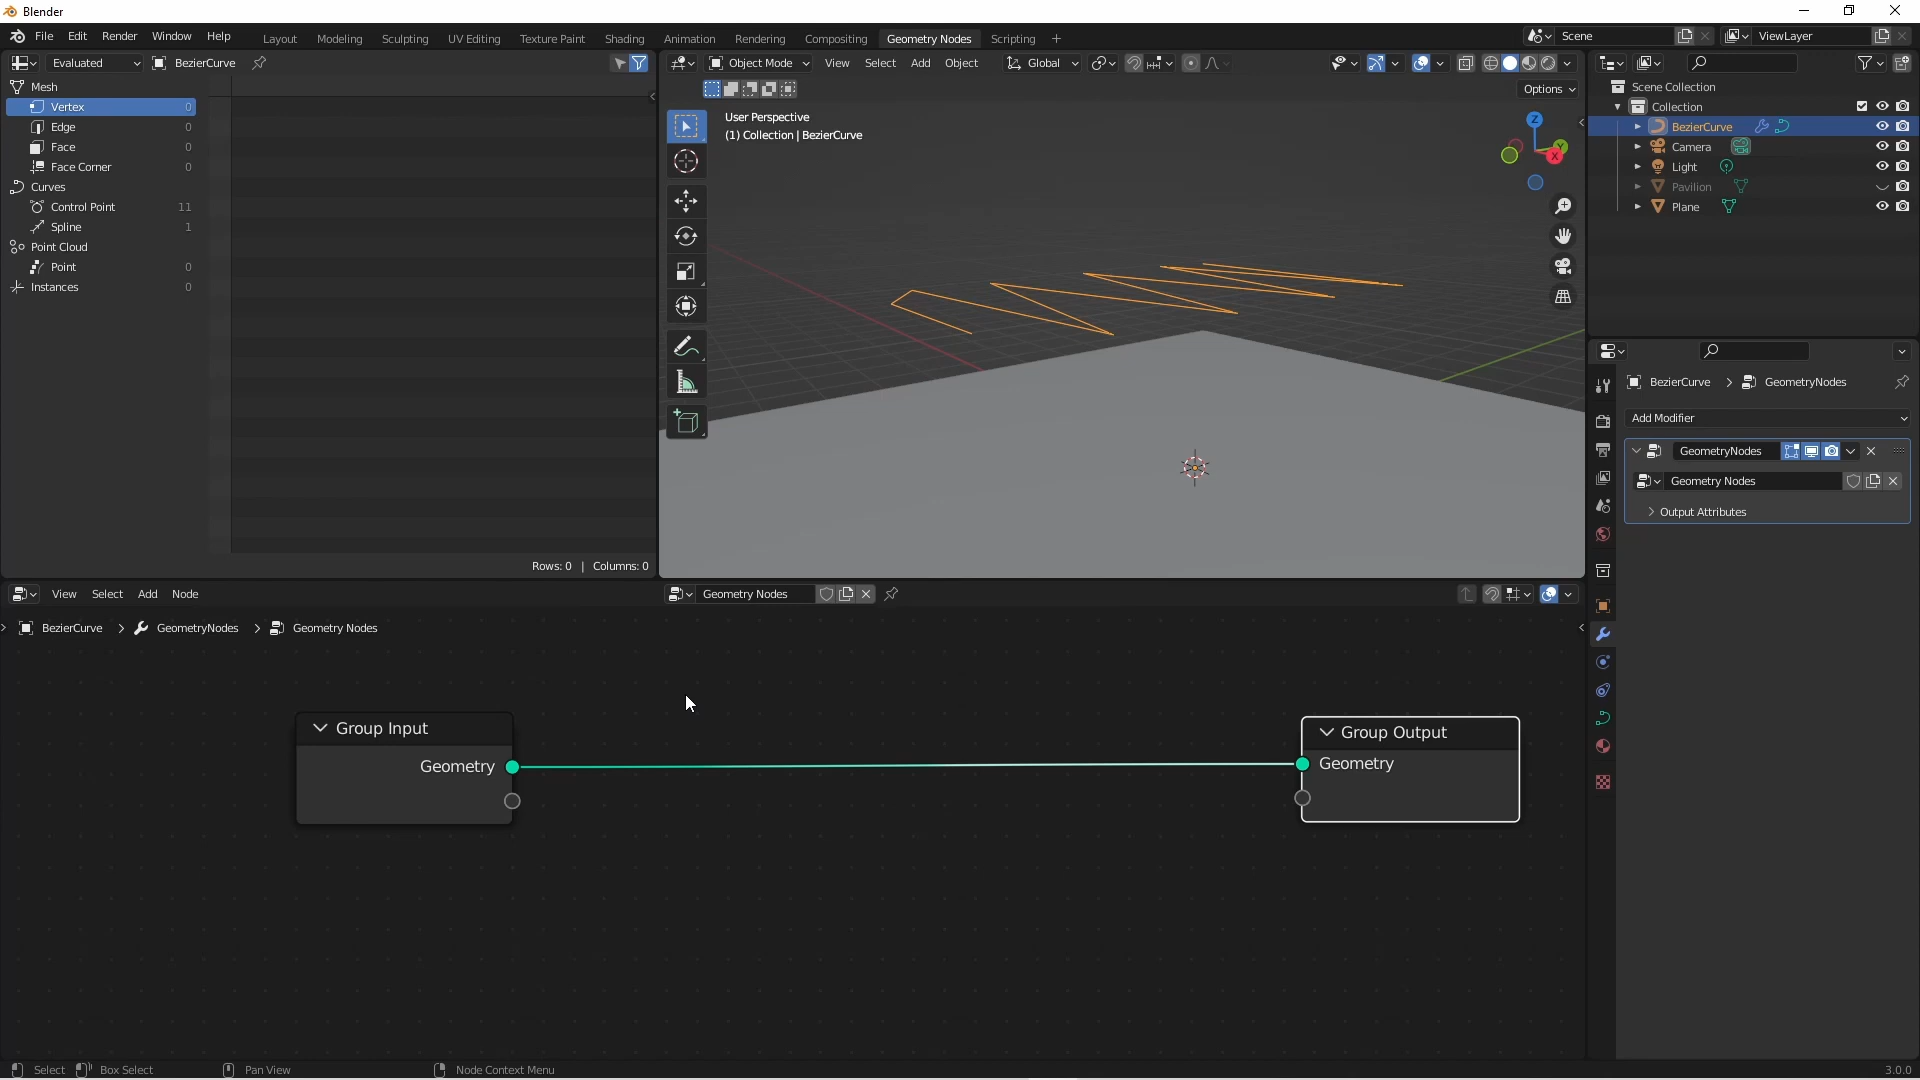 Blender
File Edit Render Window Help
Layout Modeling Sculpting UV Editing Texture Paint Shading Animation Rendering Compositing Geometry Nodes Scripting
Scene
ViewLayer
Evaluated
BezierCurve
Object Mode
View Select Add Object
Global
Options
Mesh
Vertex 0
Edge 0
Face 0
Face Corner 0
Curves
Control Point 11
Spline 1
Point Cloud
Point 0
Instances 0
Rows: 0 | Columns: 0
User Perspective
(1) Collection | BezierCurve
Z
Y
X
Scene Collection
Collection
BezierCurve
Camera
Light
Pavilion
Plane
BezierCurve
GeometryNodes
Add Modifier
GeometryNodes
Geometry Nodes
Output Attributes
View Select Add Node
Geometry Nodes
BezierCurve
GeometryNodes
Geometry Nodes
Group Input
Geometry
Group Output
Geometry
Select
Box Select
Pan View
Node Context Menu
3.0.0